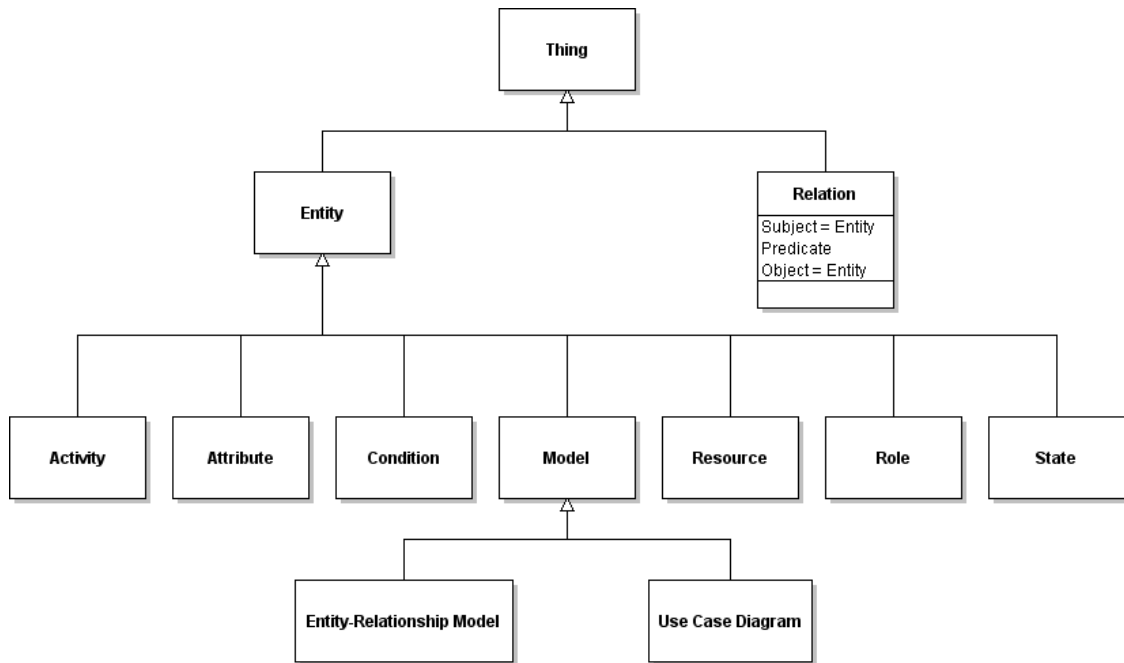 Thing
Entity
Relation
Subject = Entity
Predicate
Object = Entity
Activity
Attribute
Condition
Model
Resource
Role
State
Entity-Relationship Model
Use Case Diagram